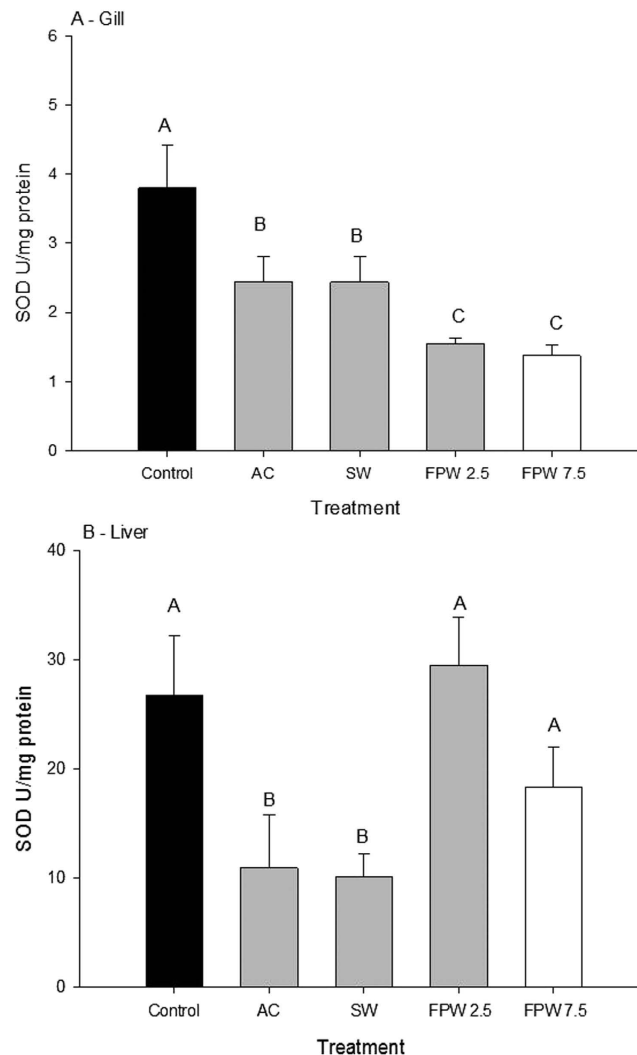 A - Gill
6
5
4
3
2
1
0
SOD U/mg protein
A
B
B
C
C
Control AC SW FPW 2.5 FPW 7.5
Treatment
B - Liver
40
30
20
10
0
SOD U/mg protein
A
B
B
A
A
Control AC SW FPW 2.5 FPW 7.5
Treatment